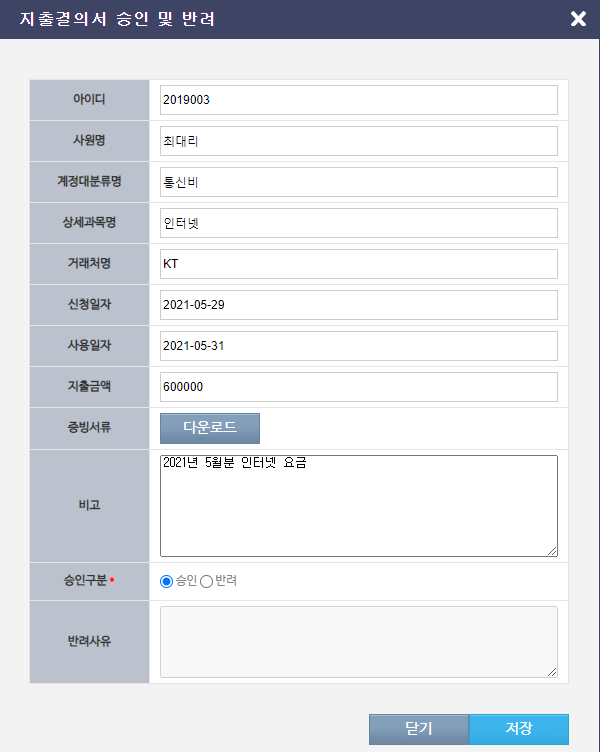 지출결의서 승인 및 반려
아이디 2019003
사원명 최대리
계정대분류명 통신비
상세과목명 인터넷
거래처명 KT
신청일자 2021-05-29
사용일자 2021-05-31
지출금액 600000
증빙서류 다운로드
비고 2021년 5월분 인터넷 요금
승인구분 * 승인 반려
반려사유
닫기 저장